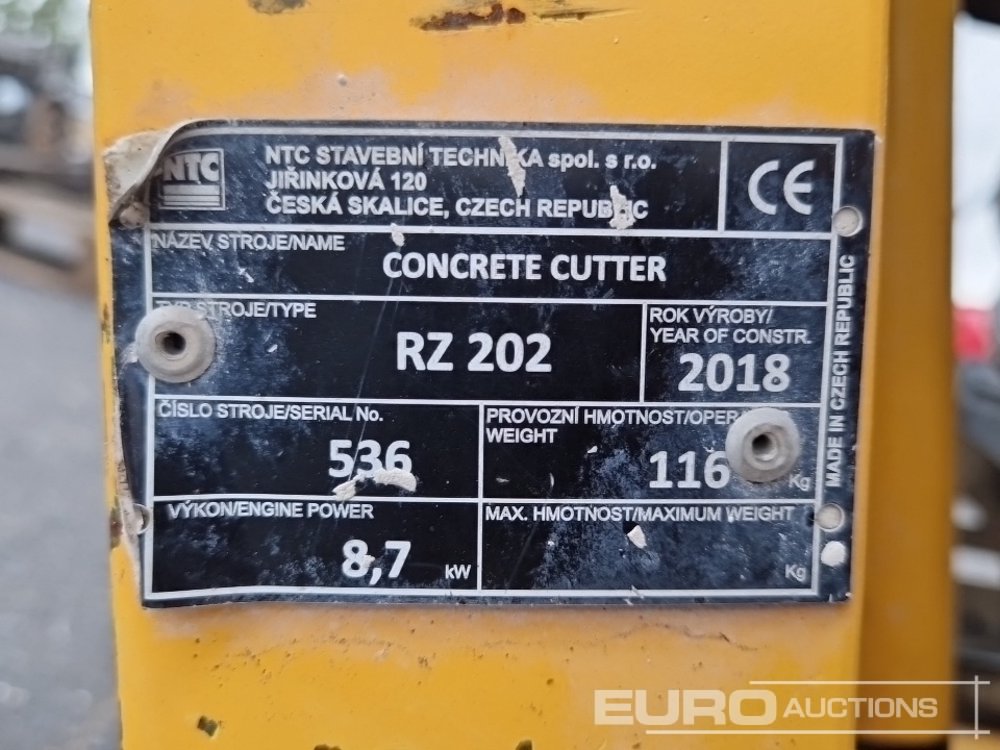 NTC
NTC STAVEBNÍ TECHNIKA spol. s r.o.
JIŘINKOVÁ 120
ČESKÁ SKALICE, CZECH REPUBLIC
CE
NÁZEV STROJE/NAME
CONCRETE CUTTER
TYP STROJE/TYPE
RZ 202
ROK VÝROBY/
YEAR OF CONSTR.
2018
ČÍSLO STROJE/SERIAL No.
536
PROVOZNÍ HMOTNOST/OPER
WEIGHT
116 Kg
VÝKON/ENGINE POWER
8,7 kW
MAX. HMOTNOST/MAXIMUM WEIGHT
Kg
MADE IN CZECH REPUBLIC
EURO AUCTIONS